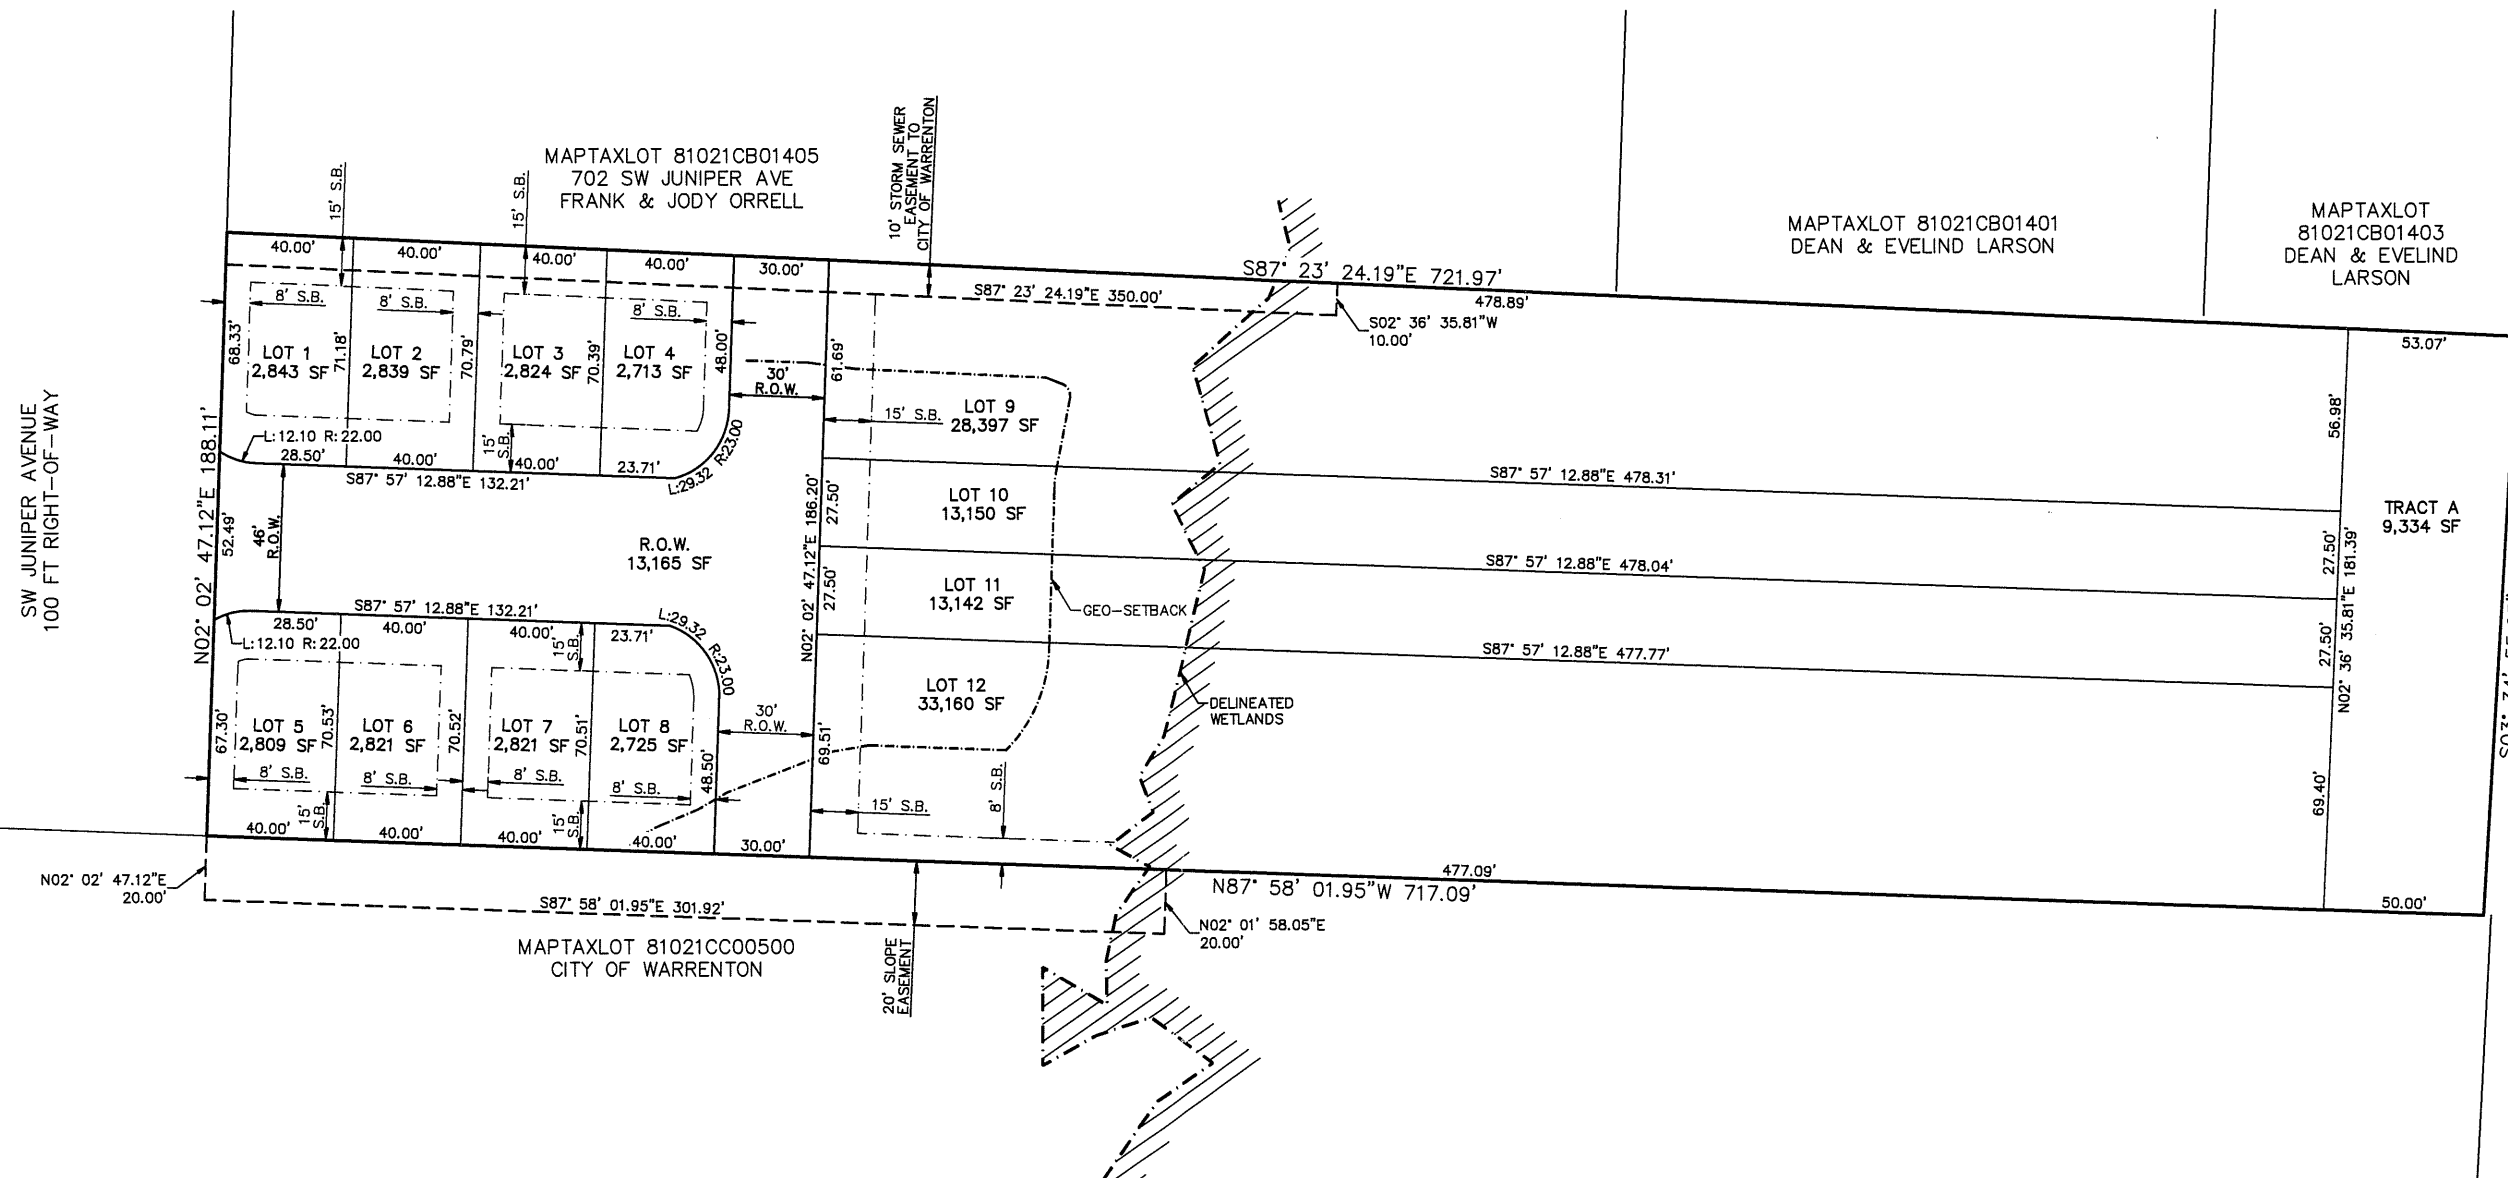 SW JUNIPER AVENUE
100 FT RIGHT-OF-WAY
MAPTAXLOT 81021CB01405
702 SW JUNIPER AVE
FRANK & JODY ORRELL
10' STORM SEWER
EASEMENT TO
CITY OF WARRENTON
MAPTAXLOT 81021CB01401
DEAN & EVELIND LARSON
MAPTAXLOT
81021CB01403
DEAN & EVELIND
LARSON
15' S.B.
15' S.B.
40.00'
40.00'
40.00'
40.00'
30.00'
S87° 23' 24.19"E 721.97'
S87° 23' 24.19"E 350.00'
478.89'
S02° 36' 35.81"W
10.00'
53.07'
8' S.B.
8' S.B.
8' S.B.
68.33'
LOT 1
2,843 SF
71.18'
LOT 2
2,839 SF
70.79'
LOT 3
2,824 SF
70.39'
LOT 4
2,713 SF
48.00'
30'
R.O.W.
61.69'
15' S.B.
LOT 9
28,397 SF
56.98'
L:12.10 R:22.00
28.50'
40.00'
15'
S.B.
40.00'
23.71'
L:29.32 R:23.00
S87° 57' 12.88"E 132.21'
N02° 02' 47.12"E 188.11'
52.49'
46'
R.O.W.
R.O.W.
13,165 SF
N02° 02' 47.12"E 186.20'
27.50'
LOT 10
13,150 SF
S87° 57' 12.88"E 478.31'
TRACT A
9,334 SF
27.50'
N02° 36' 35.81"E 181.39'
27.50'
LOT 11
13,142 SF
S87° 57' 12.88"E 478.04'
GEO-SETBACK
27.50'
S87° 57' 12.88"E 477.77'
S87° 57' 12.88"E 132.21'
L:29.32 R:23.00
28.50'
40.00'
40.00'
15'
S.B.
23.71'
L:12.10 R:22.00
LOT 12
33,160 SF
DELINEATED
WETLANDS
67.30'
LOT 5
2,809 SF
70.53'
LOT 6
2,821 SF
70.52'
LOT 7
2,821 SF
70.51'
LOT 8
2,725 SF
48.50'
30'
R.O.W.
69.51'
8' S.B.
8' S.B.
8' S.B.
8' S.B.
15' S.B.
8' S.B.
69.40'
15'
S.B.
15'
S.B.
40.00'
40.00'
40.00'
40.00'
30.00'
477.09'
N87° 58' 01.95"W 717.09'
50.00'
N02° 02' 47.12"E
20.00'
S87° 58' 01.95"E 301.92'
N02° 01' 58.05"E
20.00'
20' SLOPE
EASEMENT
MAPTAXLOT 81021CC00500
CITY OF WARRENTON